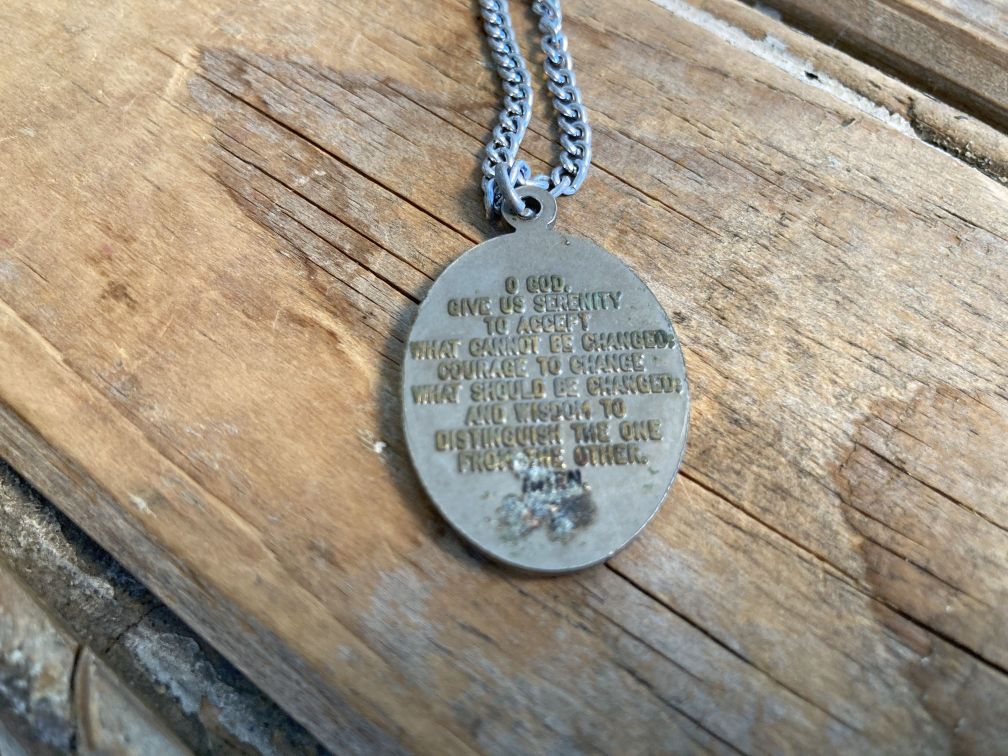 O GOD,
GIVE US SERENITY
TO ACCEPT
WHAT CANNOT BE CHANGED;
COURAGE TO CHANGE
WHAT SHOULD BE CHANGED;
AND WISDOM TO
DISTINGUISH THE ONE
FROM THE OTHER.
AMEN